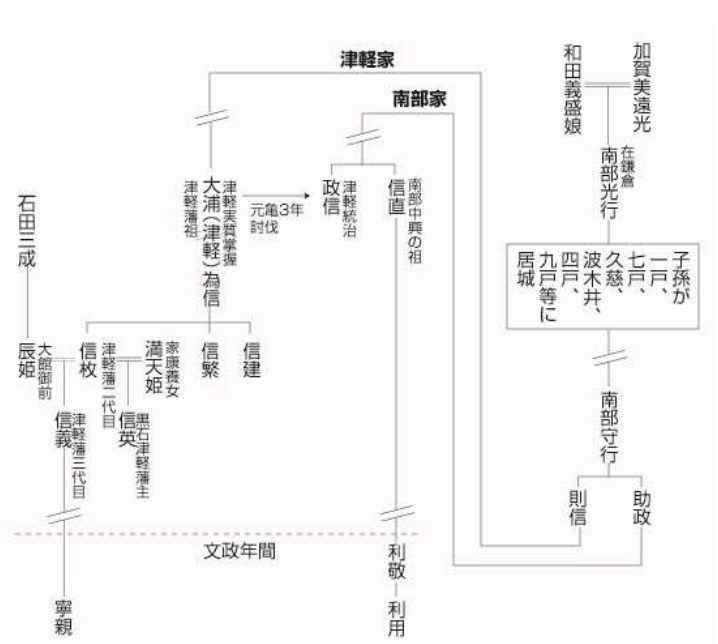 加賀美遠光
和田義盛娘
在鎌倉
南部光行
子孫が
一戸、
七戸、
久慈、
波木井、
四戸、
九戸等に
居城
南部守行
助政
則信
津軽家
南部家
南部中興の祖
信直
津軽統治
政信
元亀3年
討伐
津軽実質掌握
大浦(津軽)為信
津軽藩祖
信建
信繁
家康養女
満天姫
津軽藩二代目
信枚
大館御前
辰姫
石田三成
黒石津軽藩主
信英
津軽藩三代目
信義
文政年間
利敬
利用
寧親